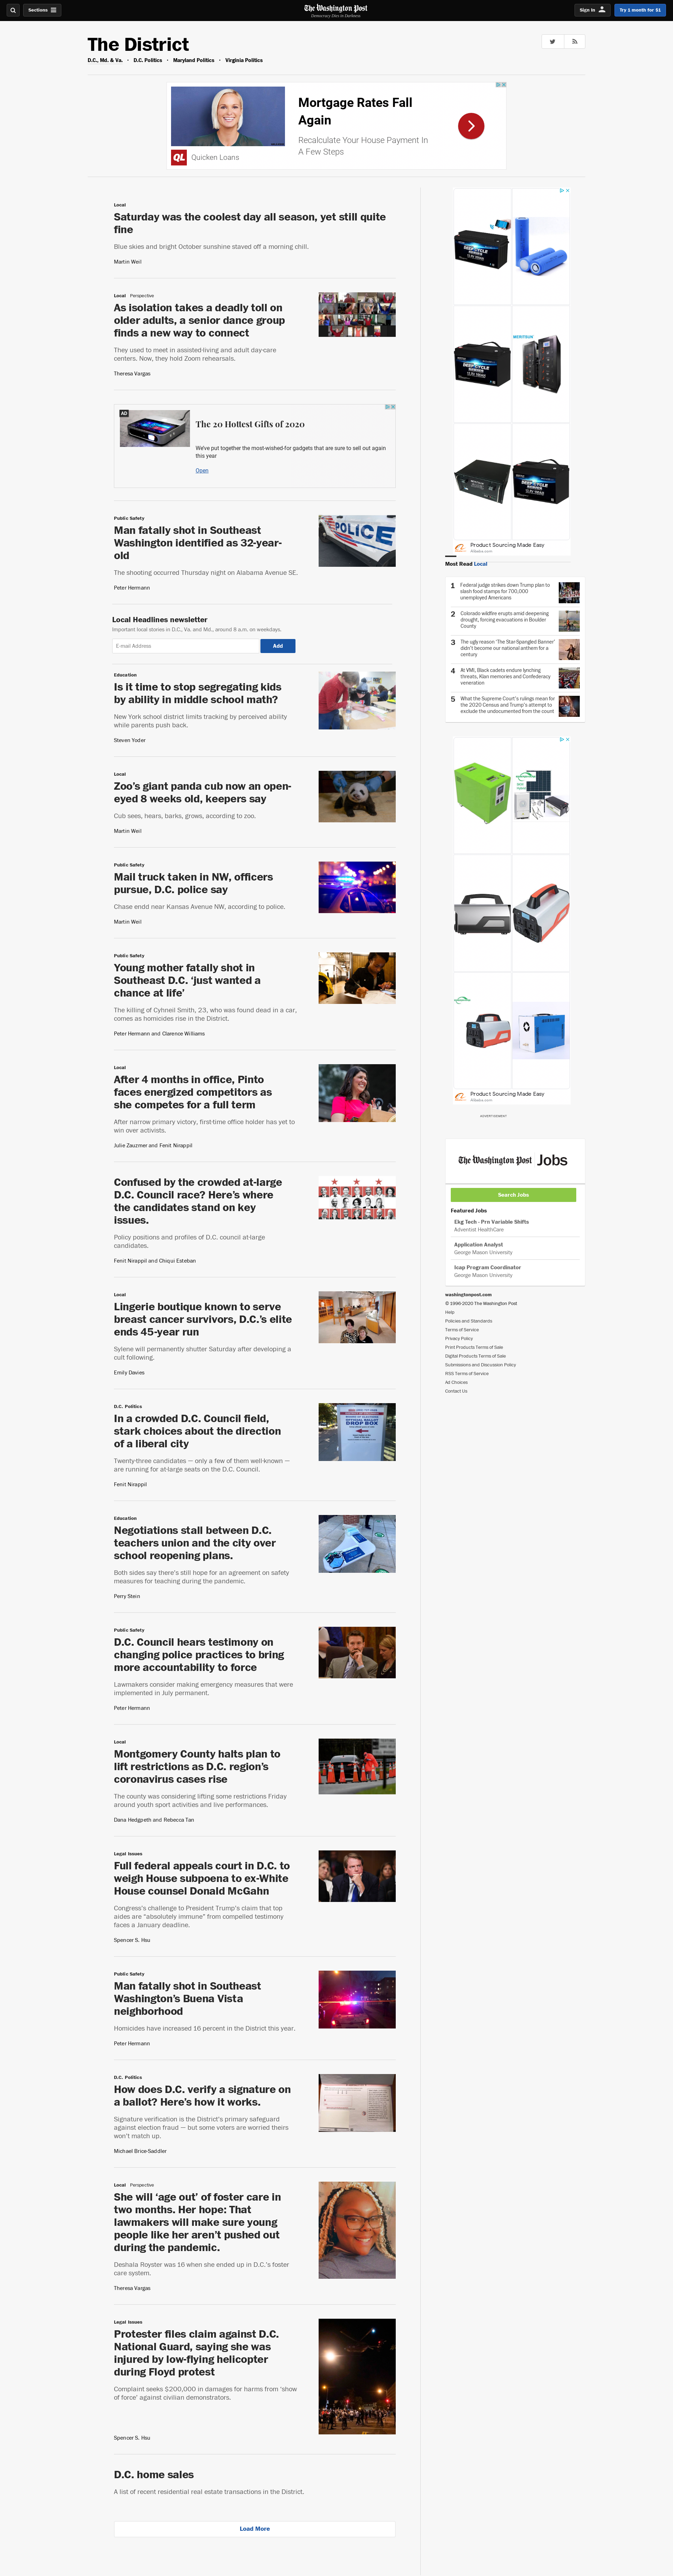 Sections
The Washington Post
Democracy Dies in Darkness
Sign In
Try 1 month for $1
The District
D.C., Md. & Va. • D.C. Politics • Maryland Politics • Virginia Politics
Mortgage Rates Fall
Again
Recalculate Your House Payment In
A Few Steps
QL Quicken Loans
Local
Saturday was the coolest day all season, yet still quite
fine
Blue skies and bright October sunshine staved off a morning chill.
Martin Weil
Local Perspective
As isolation takes a deadly toll on
older adults, a senior dance group
finds a new way to connect
They used to meet in assisted-living and adult day-care
centers. Now, they hold Zoom rehearsals.
Theresa Vargas
AD
The 20 Hottest Gifts of 2020
We've put together the most-wished-for gadgets that are sure to sell out again
this year
Open
Public Safety
Man fatally shot in Southeast
Washington identified as 32-year-
old
The shooting occurred Thursday night on Alabama Avenue SE.
Peter Hermann
POLICE
Local Headlines newsletter
Important local stories in D.C., Va. and Md., around 8 a.m. on weekdays.
E-mail Address
Add
Education
Is it time to stop segregating kids
by ability in middle school math?
New York school district limits tracking by perceived ability
while parents push back.
Steven Yoder
Local
Zoo's giant panda cub now an open-
eyed 8 weeks old, keepers say
Cub sees, hears, barks, grows, according to zoo.
Martin Weil
Public Safety
Mail truck taken in NW, officers
pursue, D.C. police say
Chase endd near Kansas Avenue NW, according to police.
Martin Weil
Public Safety
Young mother fatally shot in
Southeast D.C. 'just wanted a
chance at life'
The killing of Cyhneil Smith, 23, who was found dead in a car,
comes as homicides rise in the District.
Peter Hermann and Clarence Williams
Local
After 4 months in office, Pinto
faces energized competitors as
she competes for a full term
After narrow primary victory, first-time office holder has yet to
win over activists.
Julie Zauzmer and Fenit Nirappil
Confused by the crowded at-large
D.C. Council race? Here's where
the candidates stand on key
issues.
Policy positions and profiles of D.C. council at-large
candidates.
Fenit Nirappil and Chiqui Esteban
Local
Lingerie boutique known to serve
breast cancer survivors, D.C.'s elite
ends 45-year run
Sylene will permanently shutter Saturday after developing a
cult following.
Emily Davies
D.C. Politics
In a crowded D.C. Council field,
stark choices about the direction
of a liberal city
Twenty-three candidates — only a few of them well-known —
are running for at-large seats on the D.C. Council.
Fenit Nirappil
Education
Negotiations stall between D.C.
teachers union and the city over
school reopening plans.
Both sides say there's still hope for an agreement on safety
measures for teaching during the pandemic.
Perry Stein
Public Safety
D.C. Council hears testimony on
changing police practices to bring
more accountability to force
Lawmakers consider making emergency measures that were
implemented in July permanent.
Peter Hermann
Local
Montgomery County halts plan to
lift restrictions as D.C. region's
coronavirus cases rise
The county was considering lifting some restrictions Friday
around youth sport activities and live performances.
Dana Hedgpeth and Rebecca Tan
Legal Issues
Full federal appeals court in D.C. to
weigh House subpoena to ex-White
House counsel Donald McGahn
Congress's challenge to President Trump's claim that top
aides are "absolutely immune" from compelled testimony
faces a January deadline.
Spencer S. Hsu
Public Safety
Man fatally shot in Southeast
Washington's Buena Vista
neighborhood
Homicides have increased 16 percent in the District this year.
Peter Hermann
D.C. Politics
How does D.C. verify a signature on
a ballot? Here's how it works.
Signature verification is the District's primary safeguard
against election fraud — but some voters are worried theirs
won't match up.
Michael Brice-Saddler
Local Perspective
She will 'age out' of foster care in
two months. Her hope: That
lawmakers will make sure young
people like her aren't pushed out
during the pandemic.
Deshala Royster was 16 when she ended up in D.C.'s foster
care system.
Theresa Vargas
Legal Issues
Protester files claim against D.C.
National Guard, saying she was
injured by low-flying helicopter
during Floyd protest
Complaint seeks $200,000 in damages for harms from 'show
of force' against civilian demonstrators.
Spencer S. Hsu
D.C. home sales
A list of recent residential real estate transactions in the District.
Load More
Product Sourcing Made Easy
Alibaba.com
Most Read Local
1 Federal judge strikes down Trump plan to
slash food stamps for 700,000
unemployed Americans
2 Colorado wildfire erupts amid deepening
drought, forcing evacuations in Boulder
County
3 The ugly reason 'The Star-Spangled Banner'
didn't become our national anthem for a
century
4 At VMI, Black cadets endure lynching
threats, Klan memories and Confederacy
veneration
5 What the Supreme Court's rulings mean for
the 2020 Census and Trump's attempt to
exclude the undocumented from the count
Product Sourcing Made Easy
Alibaba.com
ADVERTISEMENT
The Washington Post Jobs
Search Jobs
Featured Jobs
Ekg Tech - Prn Variable Shifts
Adventist HealthCare
Application Analyst
George Mason University
Icap Program Coordinator
George Mason University
washingtonpost.com
© 1996-2020 The Washington Post
Help
Policies and Standards
Terms of Service
Privacy Policy
Print Products Terms of Sale
Digital Products Terms of Sale
Submissions and Discussion Policy
RSS Terms of Service
Ad Choices
Contact Us